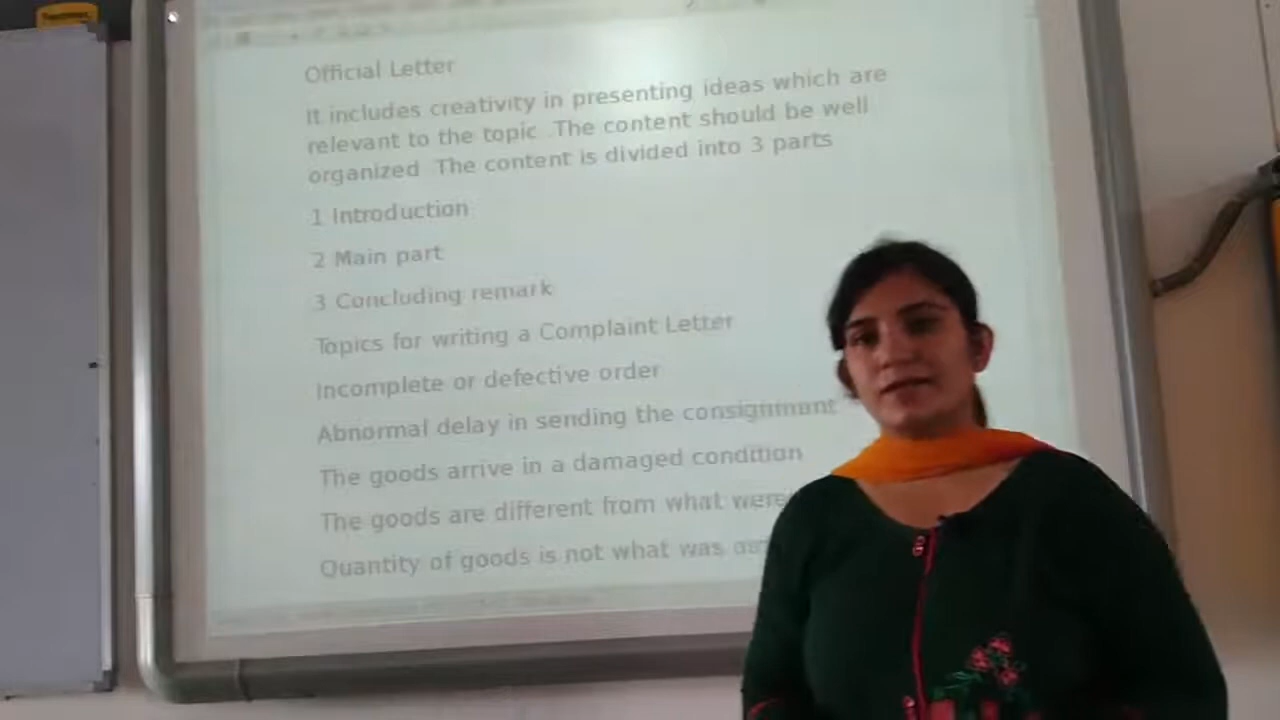 Official Letter
It includes creativity in presenting ideas which are
relevant to the topic .The content should be well
organized The content is divided into 3 parts
1 Introduction
2 Main part
3 Concluding remark
Topics for writing a Complaint Letter
Incomplete or defective order
Abnormal delay in sending the consignment
The goods arrive in a damaged condition
The goods are different from what were
Quantity of goods is not what was